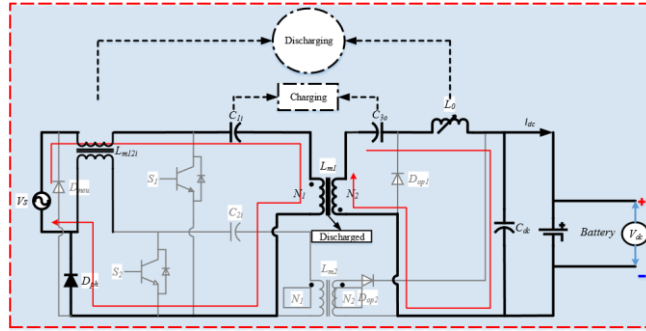 Discharging
Charging
C1i
C3o
L0
idc
Lm12i
Lm1
Dnou
S1
N1
N2
Dop1
Vs
C2i
Discharged
Cdc
Battery
Vdc
+
Dph
S2
Lm2
N1
N2
Dop2
−